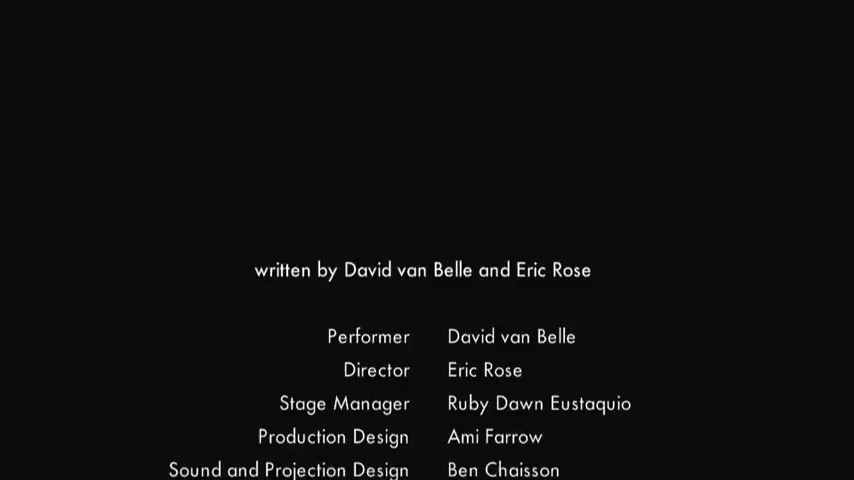 written by David van Belle and Eric Rose
Performer David van Belle
Director Eric Rose
Stage Manager Ruby Dawn Eustaquio
Production Design Ami Farrow
Sound and Projection Design Ben Chaisson